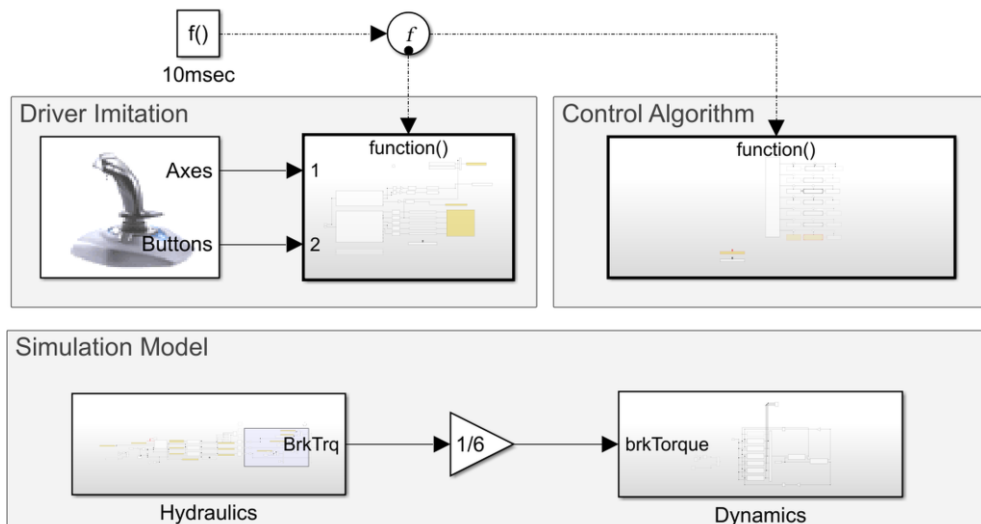 f()
f
10msec
Driver Imitation
Control Algorithm
function()
function()
Axes
1
Buttons
2
Simulation Model
BrkTrq
1/6
brkTorque
Hydraulics
Dynamics